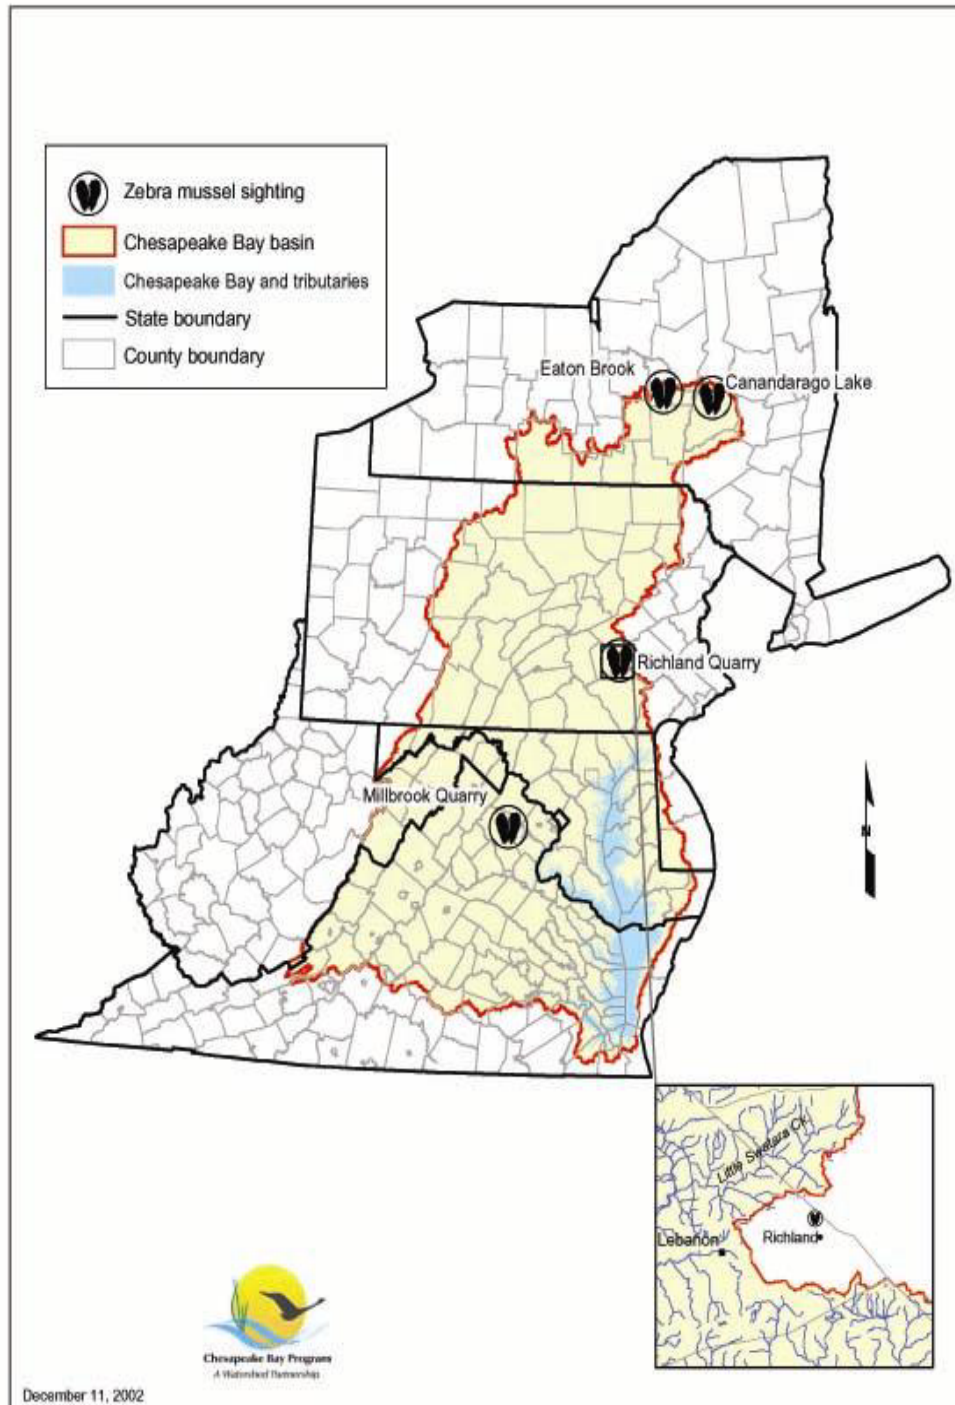 Zebra mussel sighting
Chesapeake Bay basin
Chesapeake Bay and tributaries
State boundary
County boundary
Eaton Brook
Canandarago Lake
Richland Quarry
Millbrook Quarry
N
Little Swatara Ck.
Lebanon
Richland
Chesapeake Bay Program
A Watershed Partnership
December 11, 2002